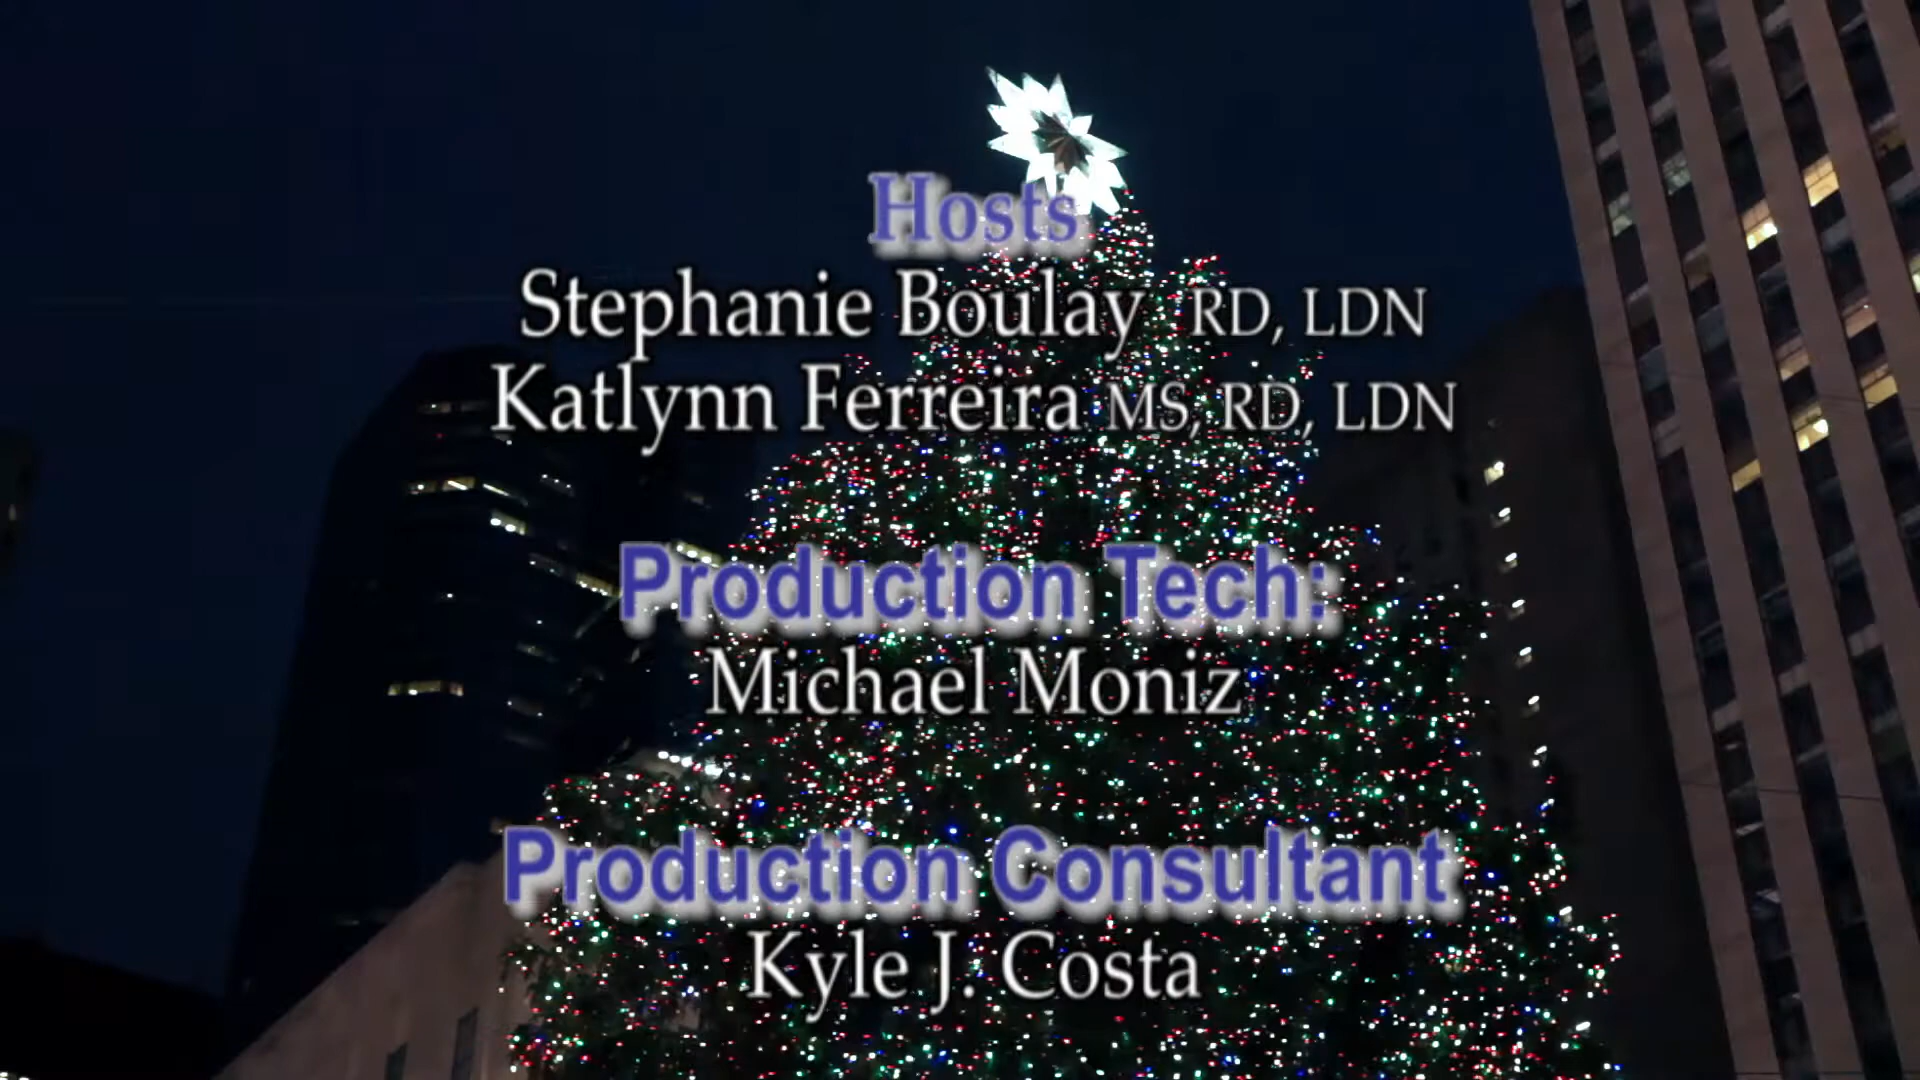 Hosts
Stephanie Boulay RD, LDN
Katlynn Ferreira MS, RD, LDN
Production Tech:
Michael Moniz
Production Consultant
Kyle J. Costa